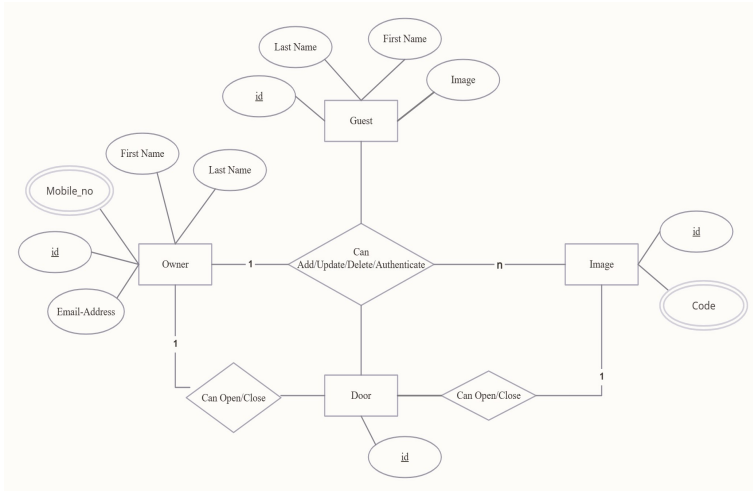 First Name
Last Name
Image
id
Guest
First Name
Last Name
Mobile_no
id
Email-Address
Owner
1
Can
Add/Update/Delete/Authenticate
n
Image
id
Code
1
1
Can Open/Close
Door
Can Open/Close
id